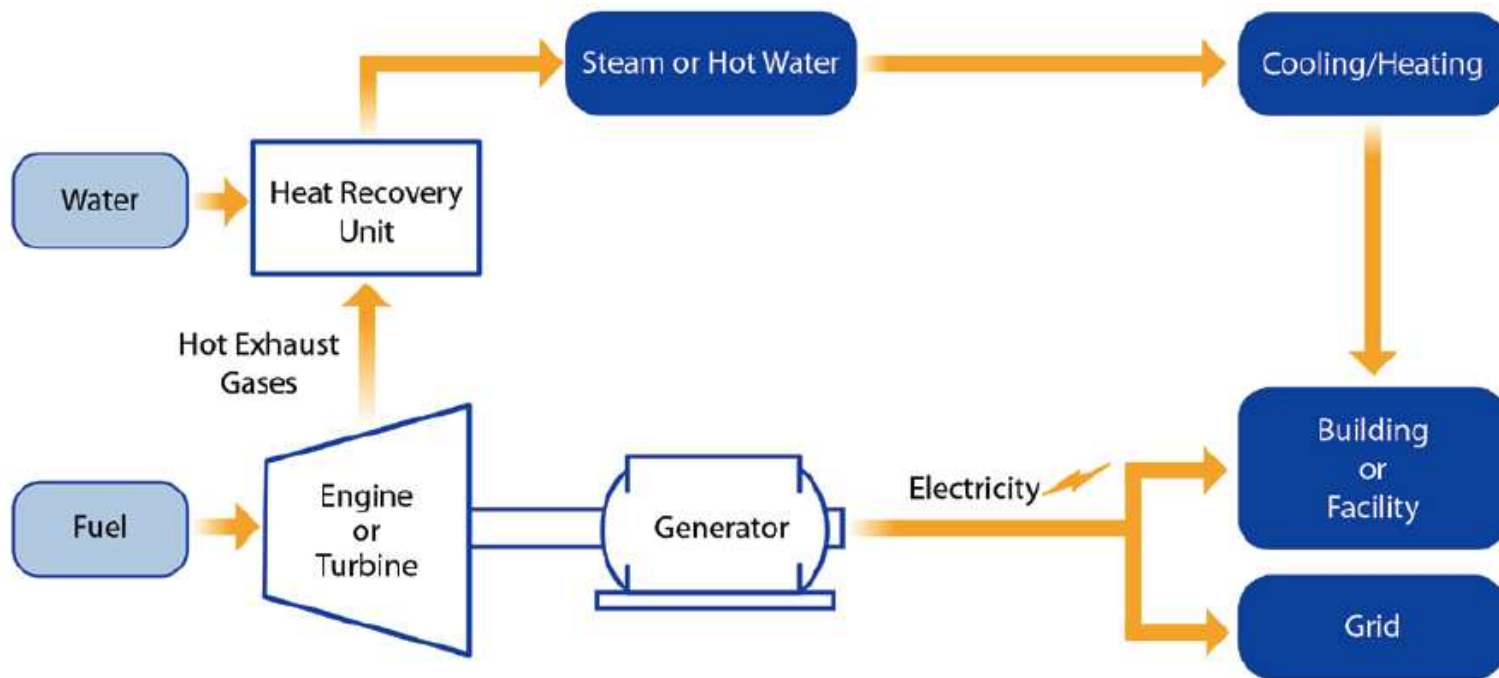 Steam or Hot Water
Cooling/Heating
Water
Heat Recovery
Unit
Hot Exhaust
Gases
Fuel
Engine
or
Turbine
Generator
Electricity
Building
or
Facility
Grid